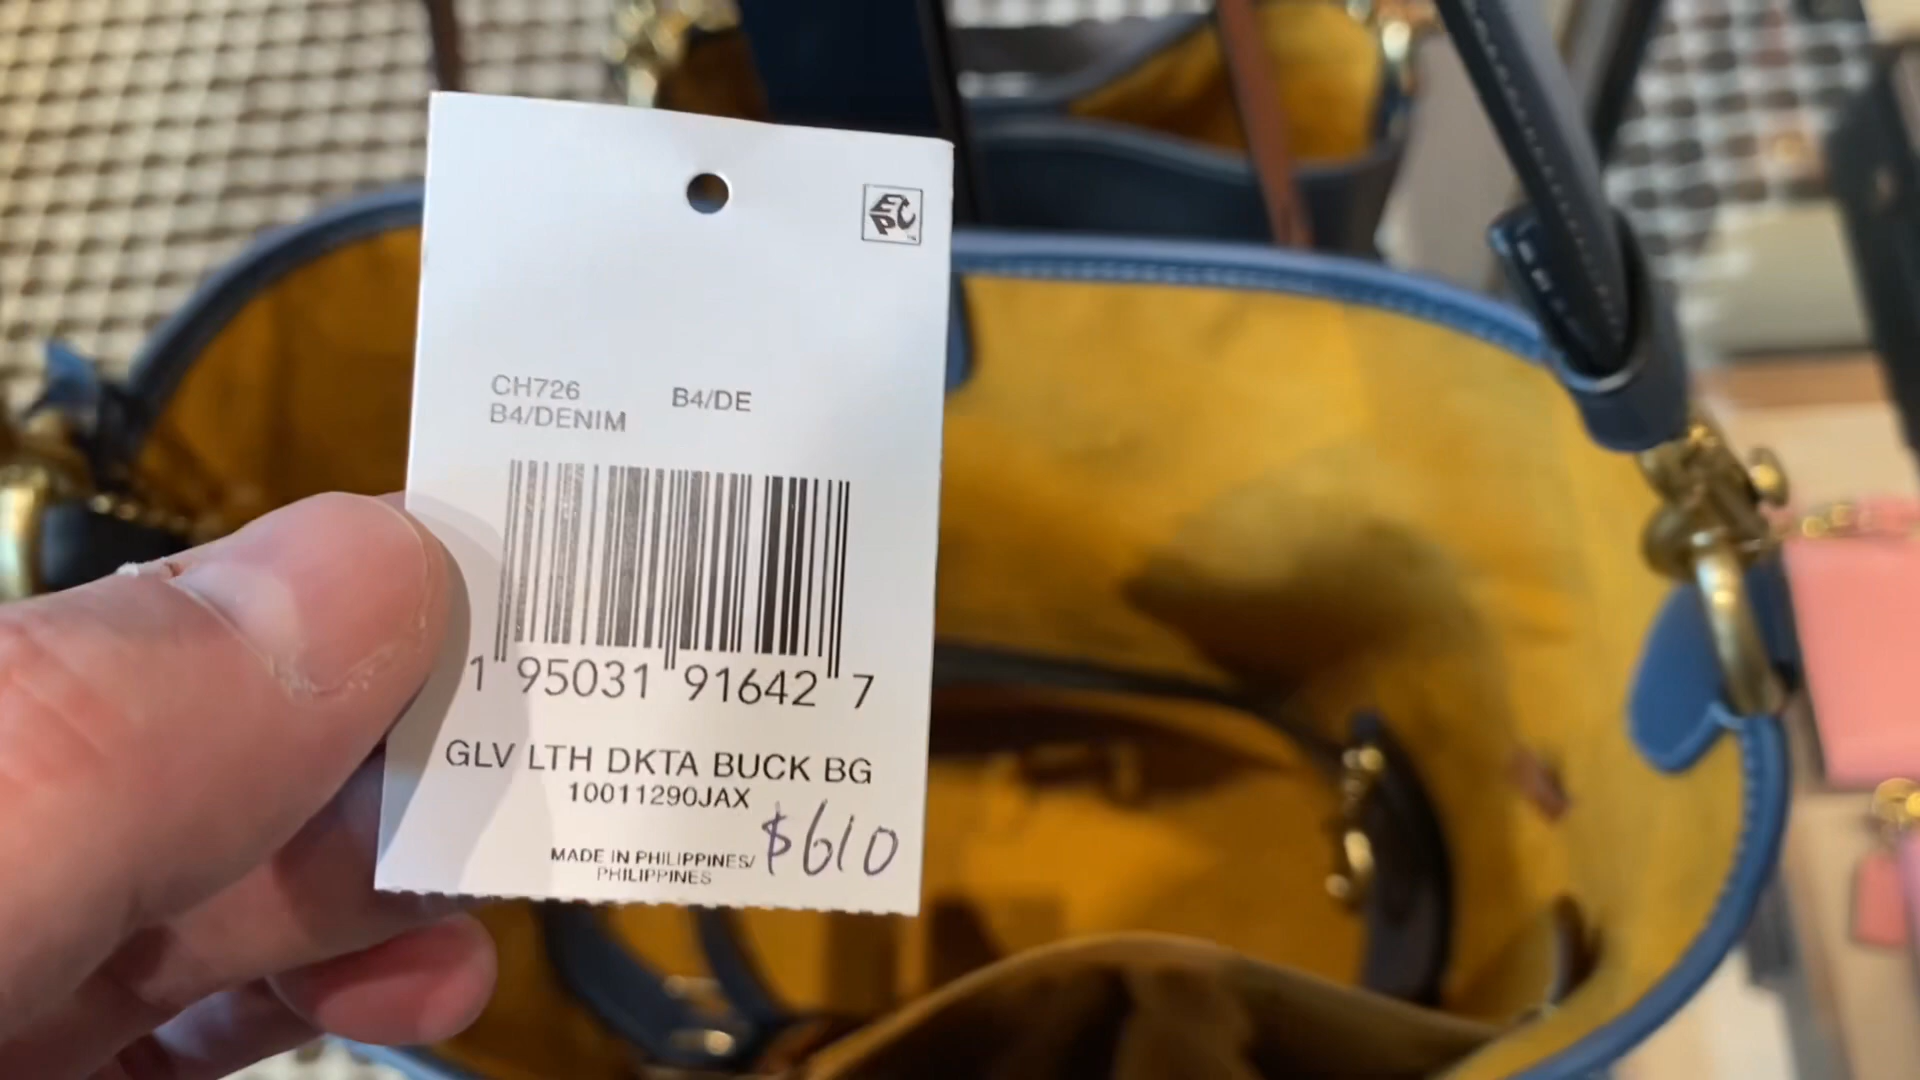 EPC
CH726 B4/DE
B4/DENIM
1 95031 91642 7
GLV LTH DKTA BUCK BG
10011290JAX
$610
MADE IN PHILIPPINES/
PHILIPPINES